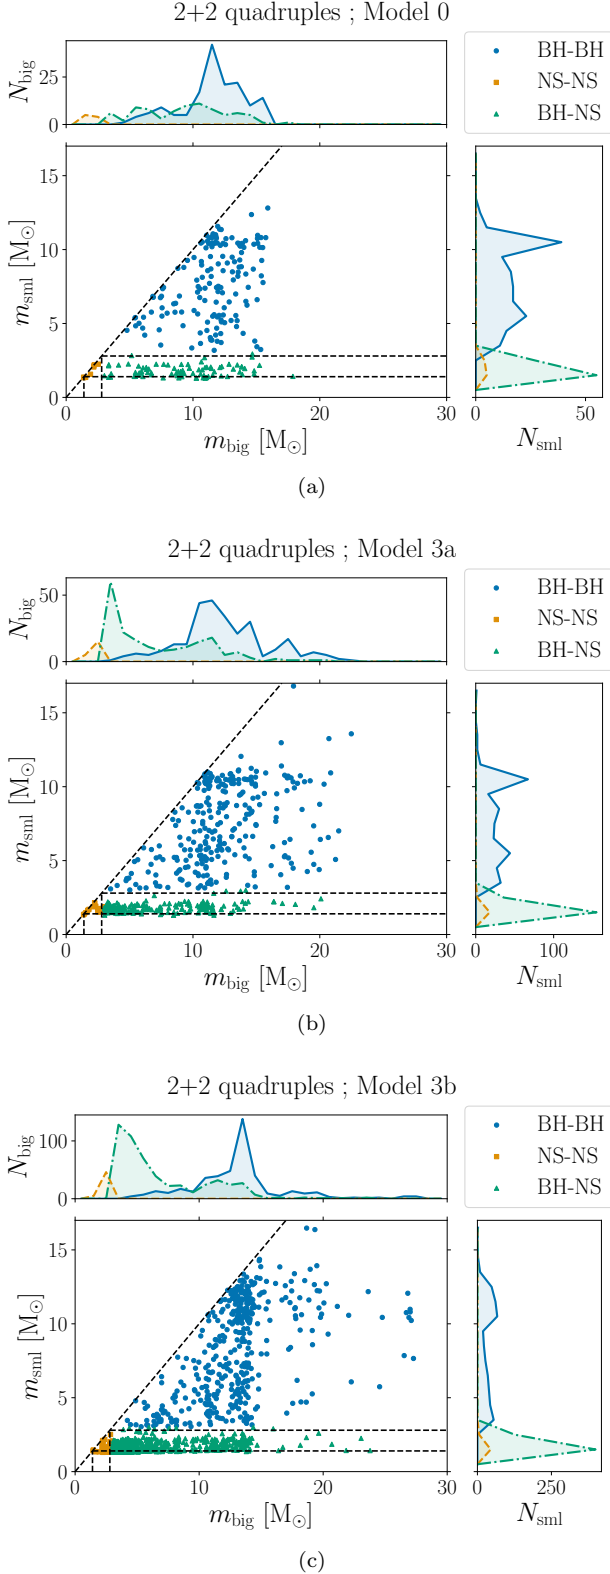 2+2 quadruples ; Model 0
N_big
25
0
BH-BH
NS-NS
BH-NS
m_sml [M_⊙]
15
10
5
0
0 10 20 30
m_big [M_⊙]
0 50
N_sml
(a)
2+2 quadruples ; Model 3a
N_big
50
0
BH-BH
NS-NS
BH-NS
m_sml [M_⊙]
15
10
5
0
0 10 20 30
m_big [M_⊙]
0 100
N_sml
(b)
2+2 quadruples ; Model 3b
N_big
100
0
BH-BH
NS-NS
BH-NS
m_sml [M_⊙]
15
10
5
0
0 10 20 30
m_big [M_⊙]
0 250
N_sml
(c)